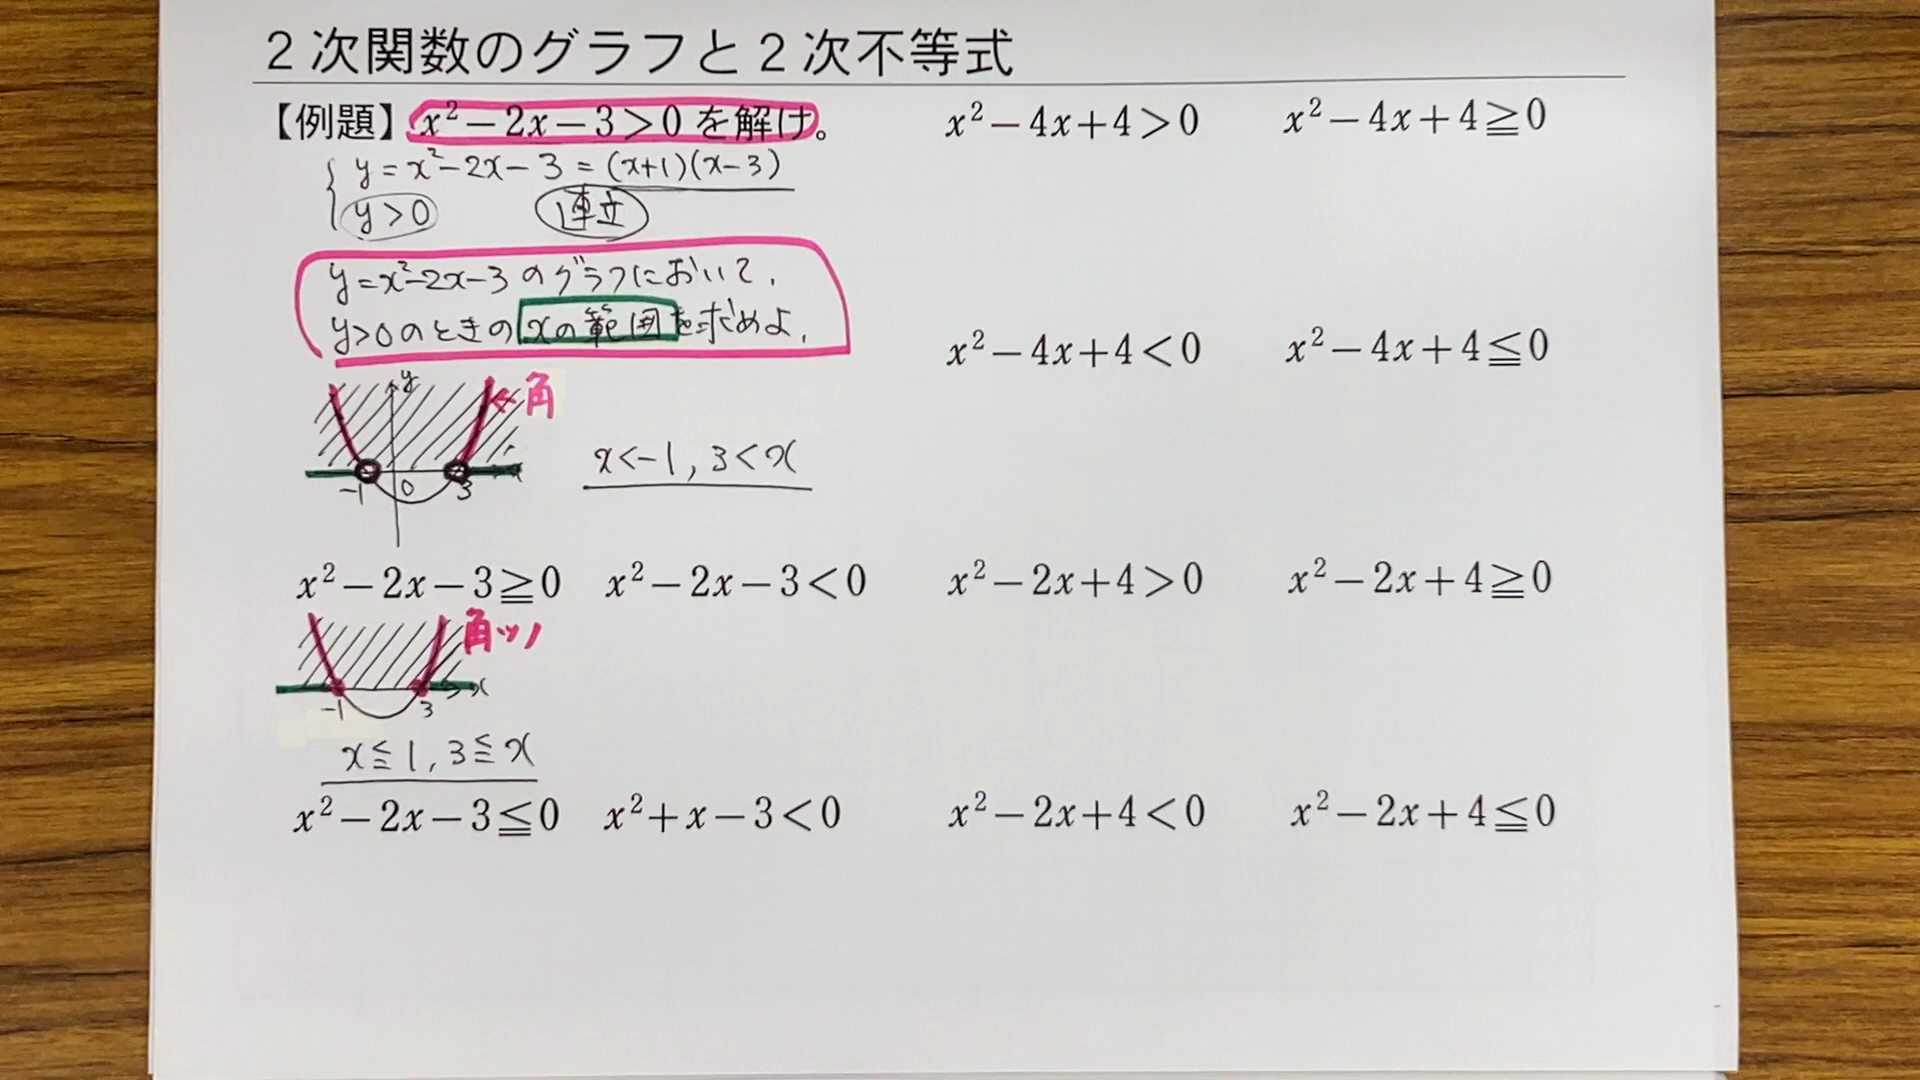 ２次関数のグラフと２次不等式
【例題】x²－2x－3＞0 を解け。
y＝x²－2x－3＝(x+1)(x－3)
y＞0 連立
y＝x²－2x－3のグラフにおいて,
y＞0のときのxの範囲を求めよ.
y
角
-1 0 3
x＜-1, 3＜x
x²－2x－3≧0 x²－2x－3＜0
角ツノ
x
-1 3
x≦1, 3≦x
x²－2x－3≦0 x²＋x－3＜0
x²－4x＋4＞0 x²－4x＋4≧0
x²－4x＋4＜0 x²－4x＋4≦0
x²－2x＋4＞0 x²－2x＋4≧0
x²－2x＋4＜0 x²－2x＋4≦0